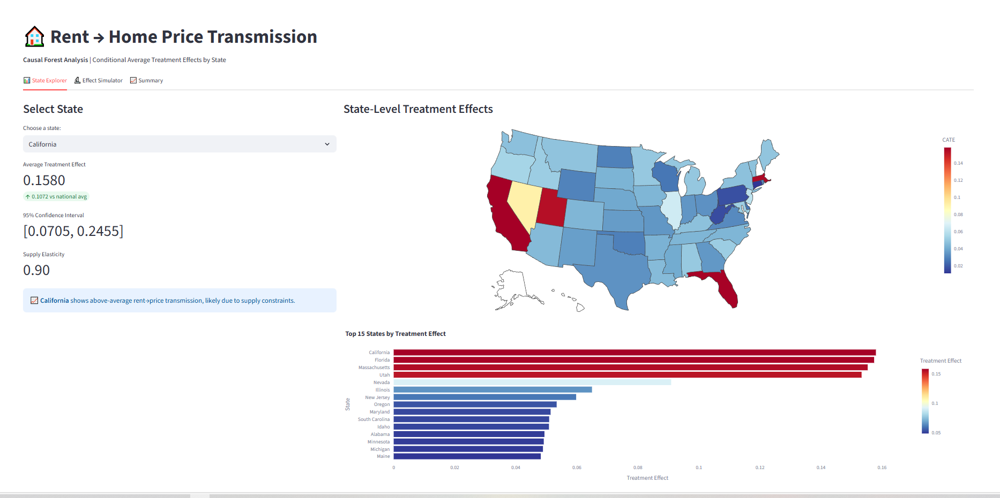 Rent → Home Price Transmission
Causal Forest Analysis | Conditional Average Treatment Effects by State
State Explorer
Effect Simulator
Summary
Select State
Choose a state:
California
Average Treatment Effect
0.1580
↑ 0.1072 vs national avg
95% Confidence Interval
[0.0705, 0.2455]
Supply Elasticity
0.90
California shows above-average rent→price transmission, likely due to supply constraints.
State-Level Treatment Effects
CATE
0.14
0.12
0.1
0.08
0.06
0.04
0.02
Top 15 States by Treatment Effect
State
California
Florida
Massachusetts
Utah
Nevada
Illinois
New Jersey
Oregon
Maryland
South Carolina
Idaho
Alabama
Minnesota
Michigan
Maine
0
0.02
0.04
0.06
0.08
0.1
0.12
0.14
0.16
Treatment Effect
Treatment Effect
0.15
0.1
0.05